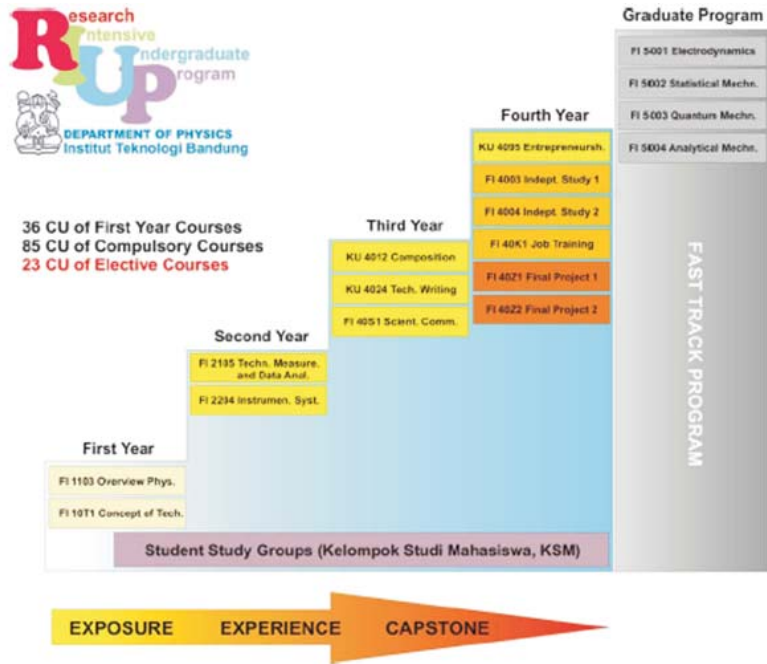 Research
Intensive
Undergraduate
Program
DEPARTMENT OF PHYSICS
Institut Teknologi Bandung
36 CU of First Year Courses
85 CU of Compulsory Courses
23 CU of Elective Courses
First Year
FI 1103 Overview Phys.
FI 10T1 Concept of Tech.
Second Year
FI 2105 Techn. Measure.
and Data Anal.
FI 2204 Instrumen. Syst.
Third Year
KU 4012 Composition
KU 4024 Tech. Writing
FI 40S1 Scient. Comm.
Fourth Year
KU 4095 Entrepreneursh.
FI 4003 Indept. Study 1
FI 4004 Indept. Study 2
FI 40K1 Job Training
FI 40Z1 Final Project 1
FI 40Z2 Final Project 2
Graduate Program
FI 5001 Electrodynamics
FI 5002 Statistical Mechn.
FI 5003 Quantum Mechn.
FI 5004 Analytical Mechn.
FAST TRACK PROGRAM
Student Study Groups (Kelompok Studi Mahasiswa, KSM)
EXPOSURE EXPERIENCE CAPSTONE